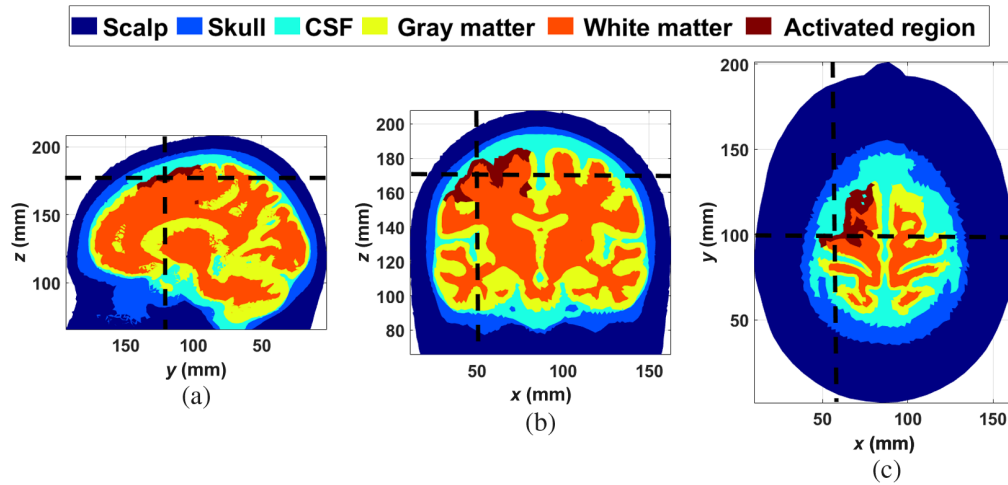 Scalp Skull CSF Gray matter White matter Activated region
200
150
100
z (mm)
150 100 50
y (mm)
(a)
200
180
160
140
120
100
80
z (mm)
50 100 150
x (mm)
(b)
200
150
100
50
y (mm)
50 100 150
x (mm)
(c)